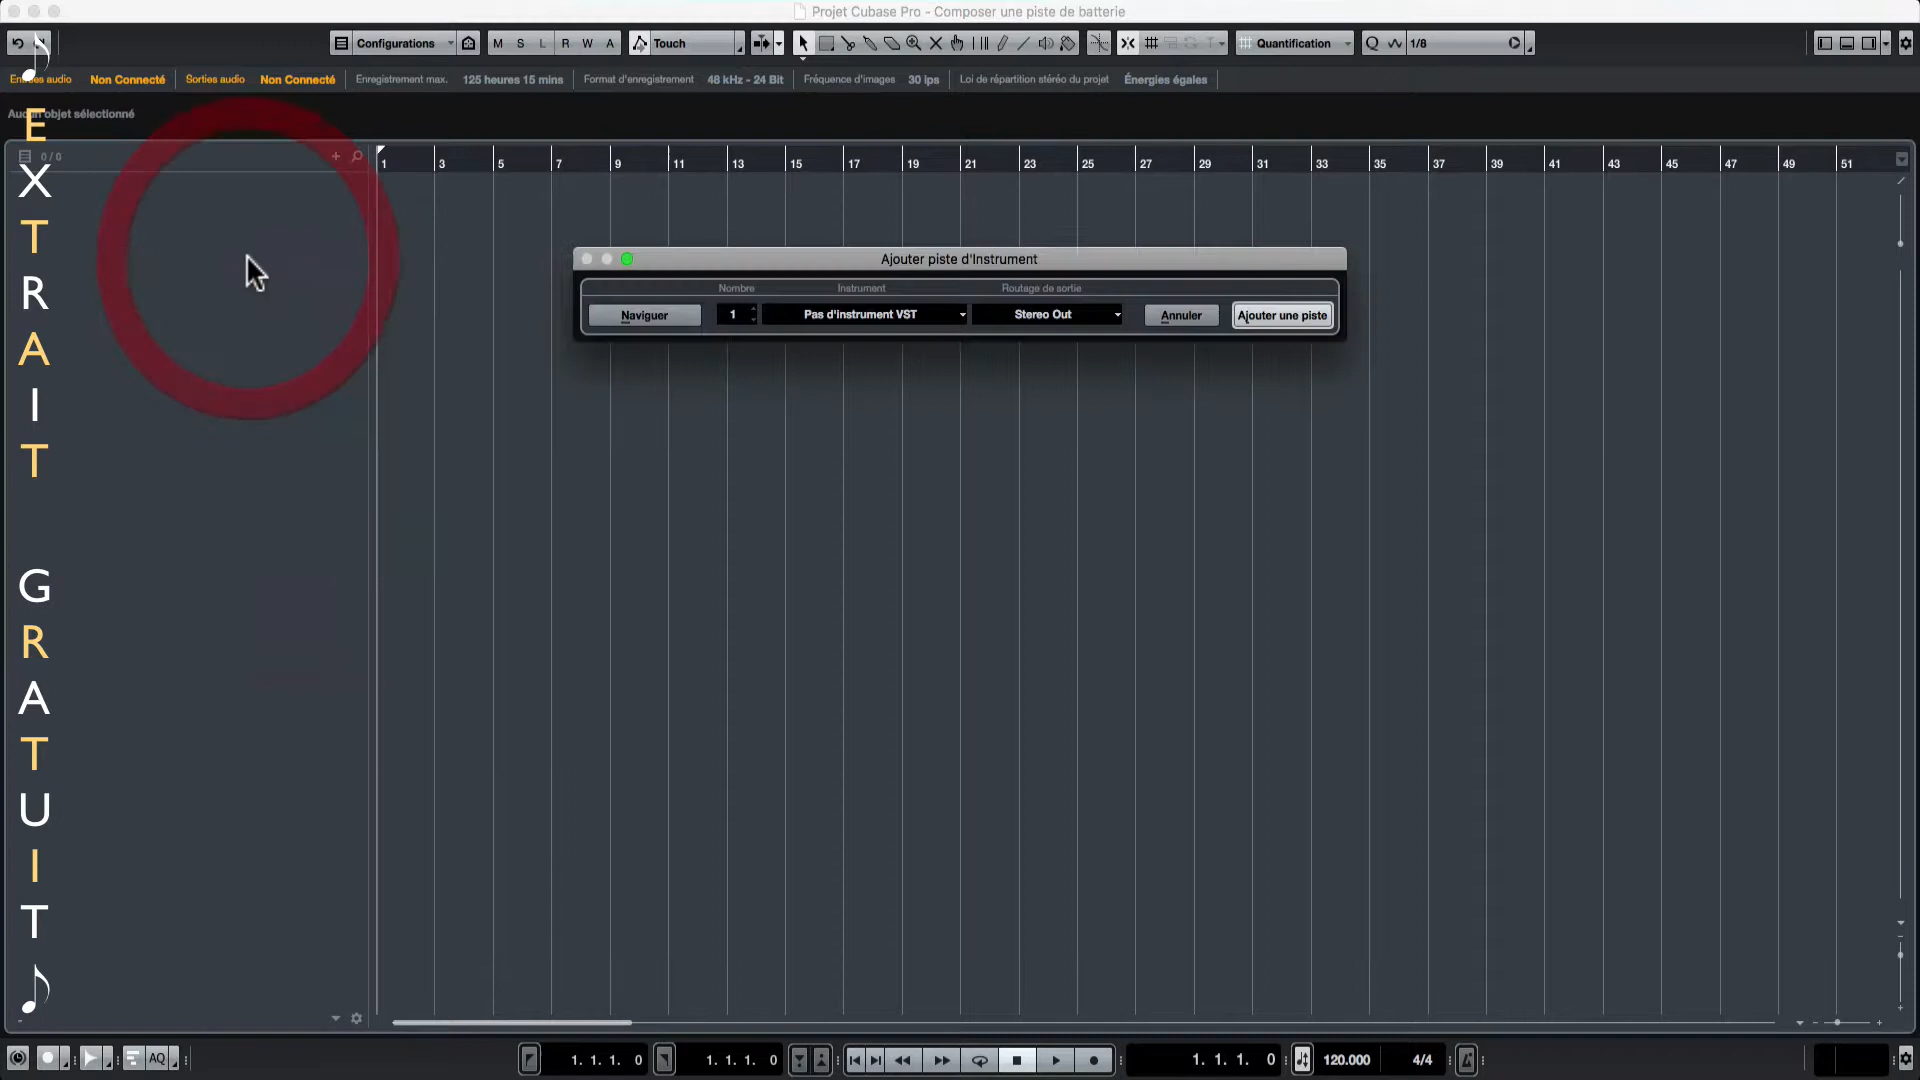 Projet Cubase Pro - Composer une piste de batterie
Configurations
M S L R W A
Touch
Quantification
Q
1/8
Entrées audio Non Connecté Sorties audio Non Connecté Enregistrement max. 125 heures 15 mins Format d'enregistrement 48 kHz - 24 Bit Fréquence d'images 30 ips Loi de répartition stéréo du projet Énergies égales
Aucun objet sélectionné
0 / 0
1 3 5 7 9 11 13 15 17 19 21 23 25 27 29 31 33 35 37 39 41 43 45 47 49 51
Ajouter piste d'Instrument
Nombre Instrument Routage de sortie
Naviguer 1 Pas d'instrument VST Stereo Out Annuler Ajouter une piste
E
X
T
R
A
I
T
G
R
A
T
U
I
T
AQ
1. 1. 1. 0
1. 1. 1. 0
1. 1. 1. 0
120.000
4/4